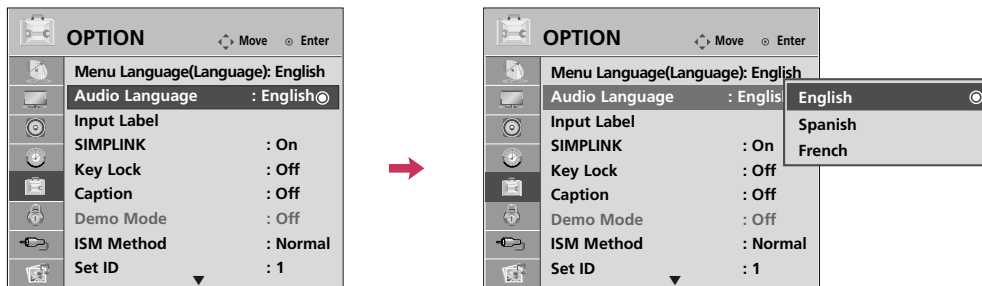 OPTION
Move Enter
Menu Language(Language): English
Audio Language : English
Input Label
SIMPLINK : On
Key Lock : Off
Caption : Off
Demo Mode : Off
ISM Method : Normal
Set ID : 1
OPTION
Move Enter
Menu Language(Language): English
Audio Language : Englis
Input Label
SIMPLINK : On
Key Lock : Off
Caption : Off
Demo Mode : Off
ISM Method : Normal
Set ID : 1
English
Spanish
French